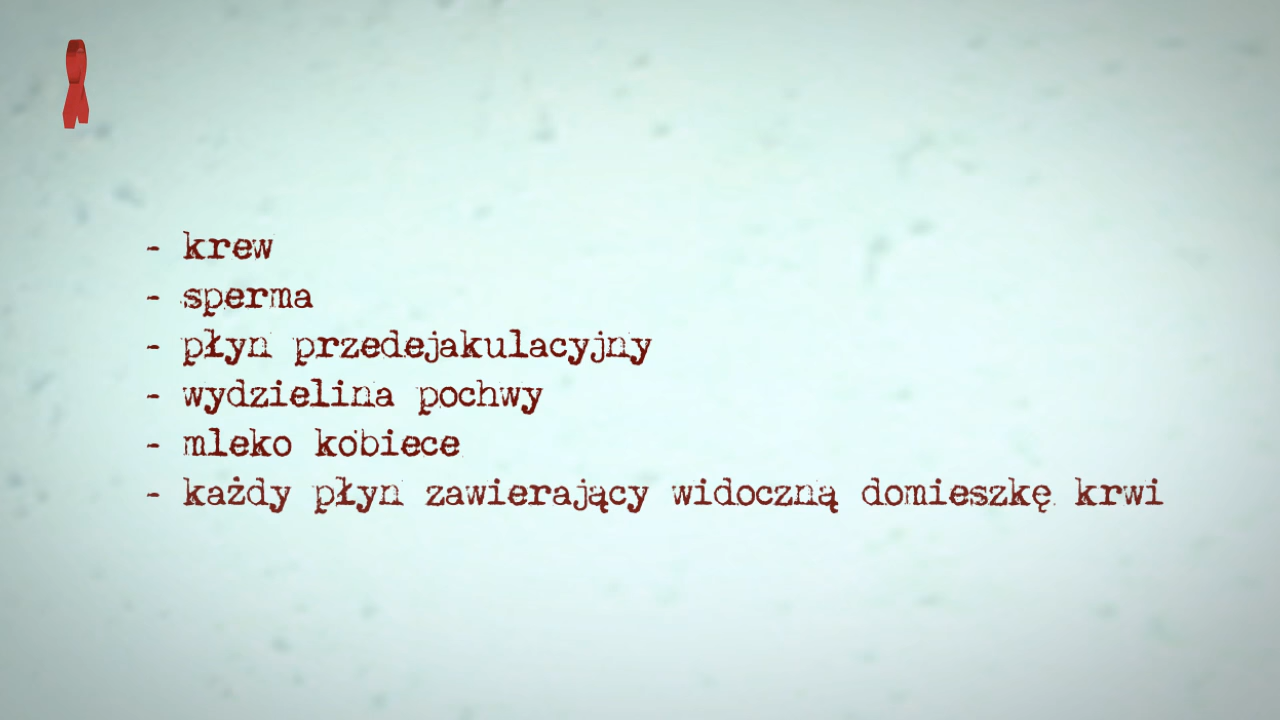 - krew
- sperma
- płyn przedejakulacyjny
- wydzielina pochwy
- mleko kobiece
- każdy płyn zawierający widoczną domieszkę krwi